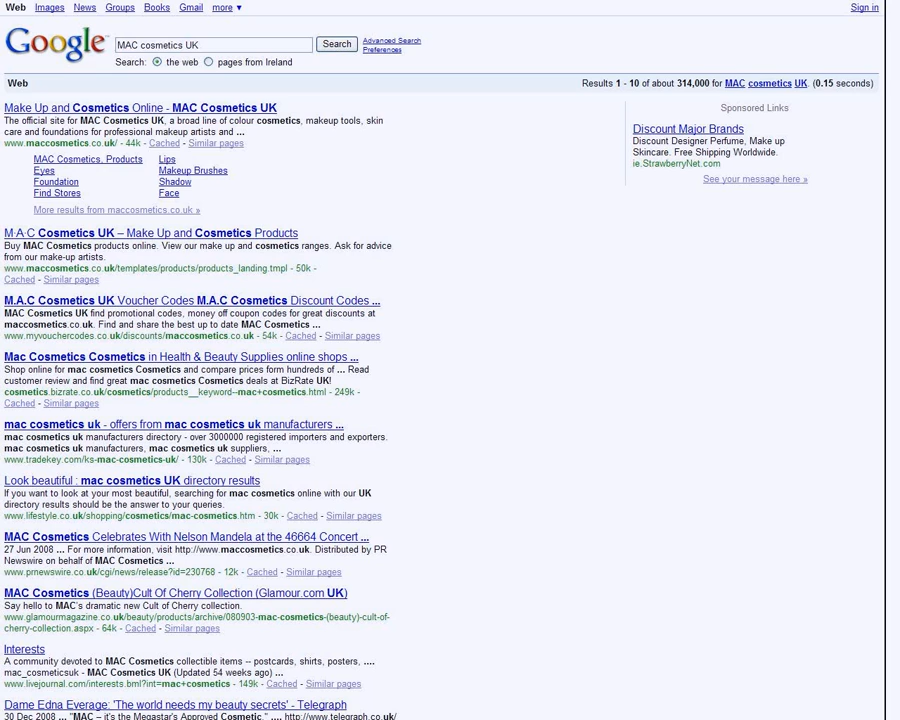 Web Images News Groups Books Gmail more ▼ Sign in
Google™ MAC cosmetics UK Search Advanced Search
Preferences
Search: the web pages from Ireland
Web Results 1 - 10 of about 314,000 for MAC cosmetics UK. (0.15 seconds)
Make Up and Cosmetics Online - MAC Cosmetics UK
The official site for MAC Cosmetics UK, a broad line of colour cosmetics, makeup tools, skin
care and foundations for professional makeup artists and ...
www.maccosmetics.co.uk/ - 44k - Cached - Similar pages
MAC Cosmetics. Products Lips
Eyes Makeup Brushes
Foundation Shadow
Find Stores Face
More results from maccosmetics.co.uk »
M·A·C Cosmetics UK – Make Up and Cosmetics Products
Buy MAC Cosmetics products online. View our make up and cosmetics ranges. Ask for advice
from our make-up artists.
www.maccosmetics.co.uk/templates/products/products_landing.tmpl - 50k -
Cached - Similar pages
M.A.C Cosmetics UK Voucher Codes M.A.C Cosmetics Discount Codes ...
MAC Cosmetics UK find promotional codes, money off coupon codes for great discounts at
maccosmetics.co.uk. Find and share the best up to date MAC Cosmetics ...
www.myvouchercodes.co.uk/discounts/maccosmetics.co.uk - 54k - Cached - Similar pages
Mac Cosmetics Cosmetics in Health & Beauty Supplies online shops ...
Shop online for mac cosmetics Cosmetics and compare prices form hundreds of ... Read
customer review and find great mac cosmetics Cosmetics deals at BizRate UK!
cosmetics.bizrate.co.uk/cosmetics/products__keyword--mac+cosmetics.html - 249k -
Cached - Similar pages
mac cosmetics uk - offers from mac cosmetics uk manufacturers ...
mac cosmetics uk manufacturers directory - over 3000000 registered importers and exporters.
mac cosmetics uk manufacturers, mac cosmetics uk suppliers, ...
www.tradekey.com/ks-mac-cosmetics-uk/ - 130k - Cached - Similar pages
Look beautiful : mac cosmetics UK directory results
If you want to look at your most beautiful, searching for mac cosmetics online with our UK
directory results should be the answer to your queries.
www.lifestyle.co.uk/shopping/cosmetics/mac-cosmetics.htm - 30k - Cached - Similar pages
MAC Cosmetics Celebrates With Nelson Mandela at the 46664 Concert ...
27 Jun 2008 ... For more information, visit http://www.maccosmetics.co.uk. Distributed by PR
Newswire on behalf of MAC Cosmetics ...
www.prnewswire.co.uk/cgi/news/release?id=230768 - 12k - Cached - Similar pages
MAC Cosmetics (Beauty)Cult Of Cherry Collection (Glamour.com UK)
Say hello to MAC's dramatic new Cult of Cherry collection.
www.glamourmagazine.co.uk/beauty/products/archive/080903-mac-cosmetics-(beauty)-cult-of-
cherry-collection.aspx - 64k - Cached - Similar pages
Interests
A community devoted to MAC Cosmetics collectible items -- postcards, shirts, posters, ....
mac_cosmeticsuk - MAC Cosmetics UK (Updated 54 weeks ago) ...
www.livejournal.com/interests.bml?int=mac+cosmetics - 149k - Cached - Similar pages
Dame Edna Everage: 'The world needs my beauty secrets' - Telegraph
30 Dec 2008 ... "MAC – it's the Megastar's Approved Cosmetic." .... http://www.telegraph.co.uk/
Sponsored Links
Discount Major Brands
Discount Designer Perfume, Make up
Skincare. Free Shipping Worldwide.
ie.StrawberryNet.com
See your message here »